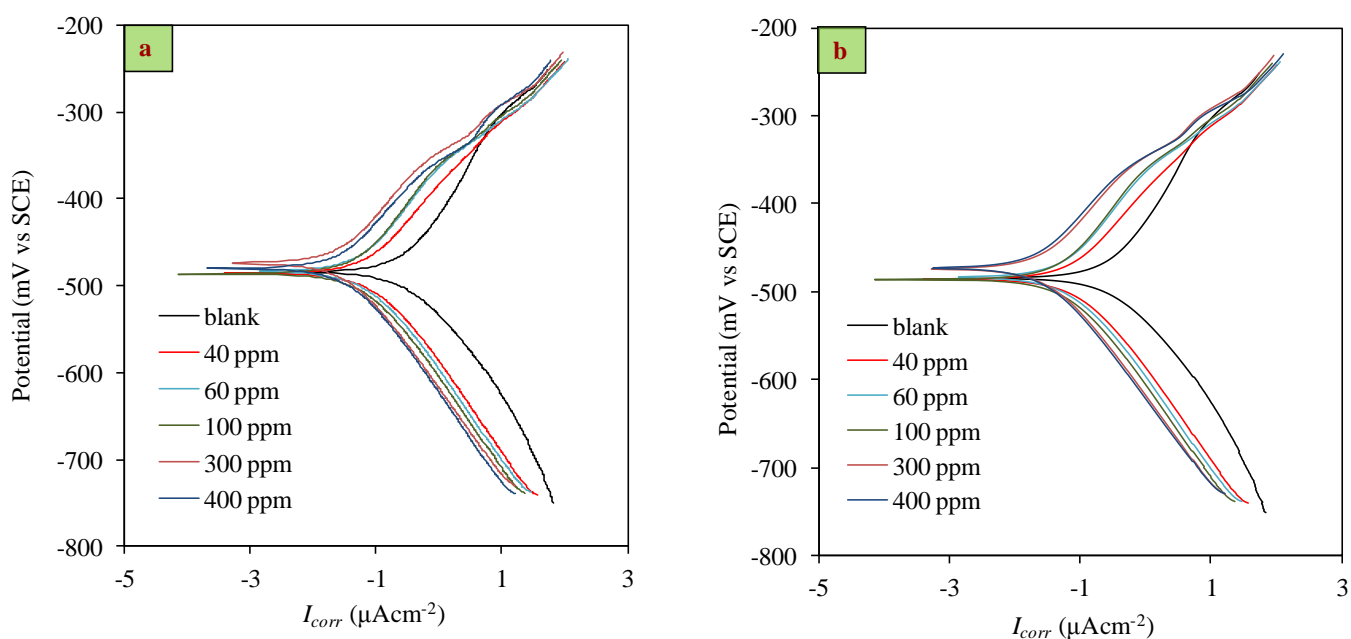 a
-200
-300
-400
-500
-600
-700
-800
Potential (mV vs SCE)
blank
40 ppm
60 ppm
100 ppm
300 ppm
400 ppm
-5 -3 -1 1 3
I_corr (μAcm⁻²)
b
-200
-300
-400
-500
-600
-700
-800
Potential (mV vs SCE)
blank
40 ppm
60 ppm
100 ppm
300 ppm
400 ppm
-5 -3 -1 1 3
I_corr (μAcm⁻²)